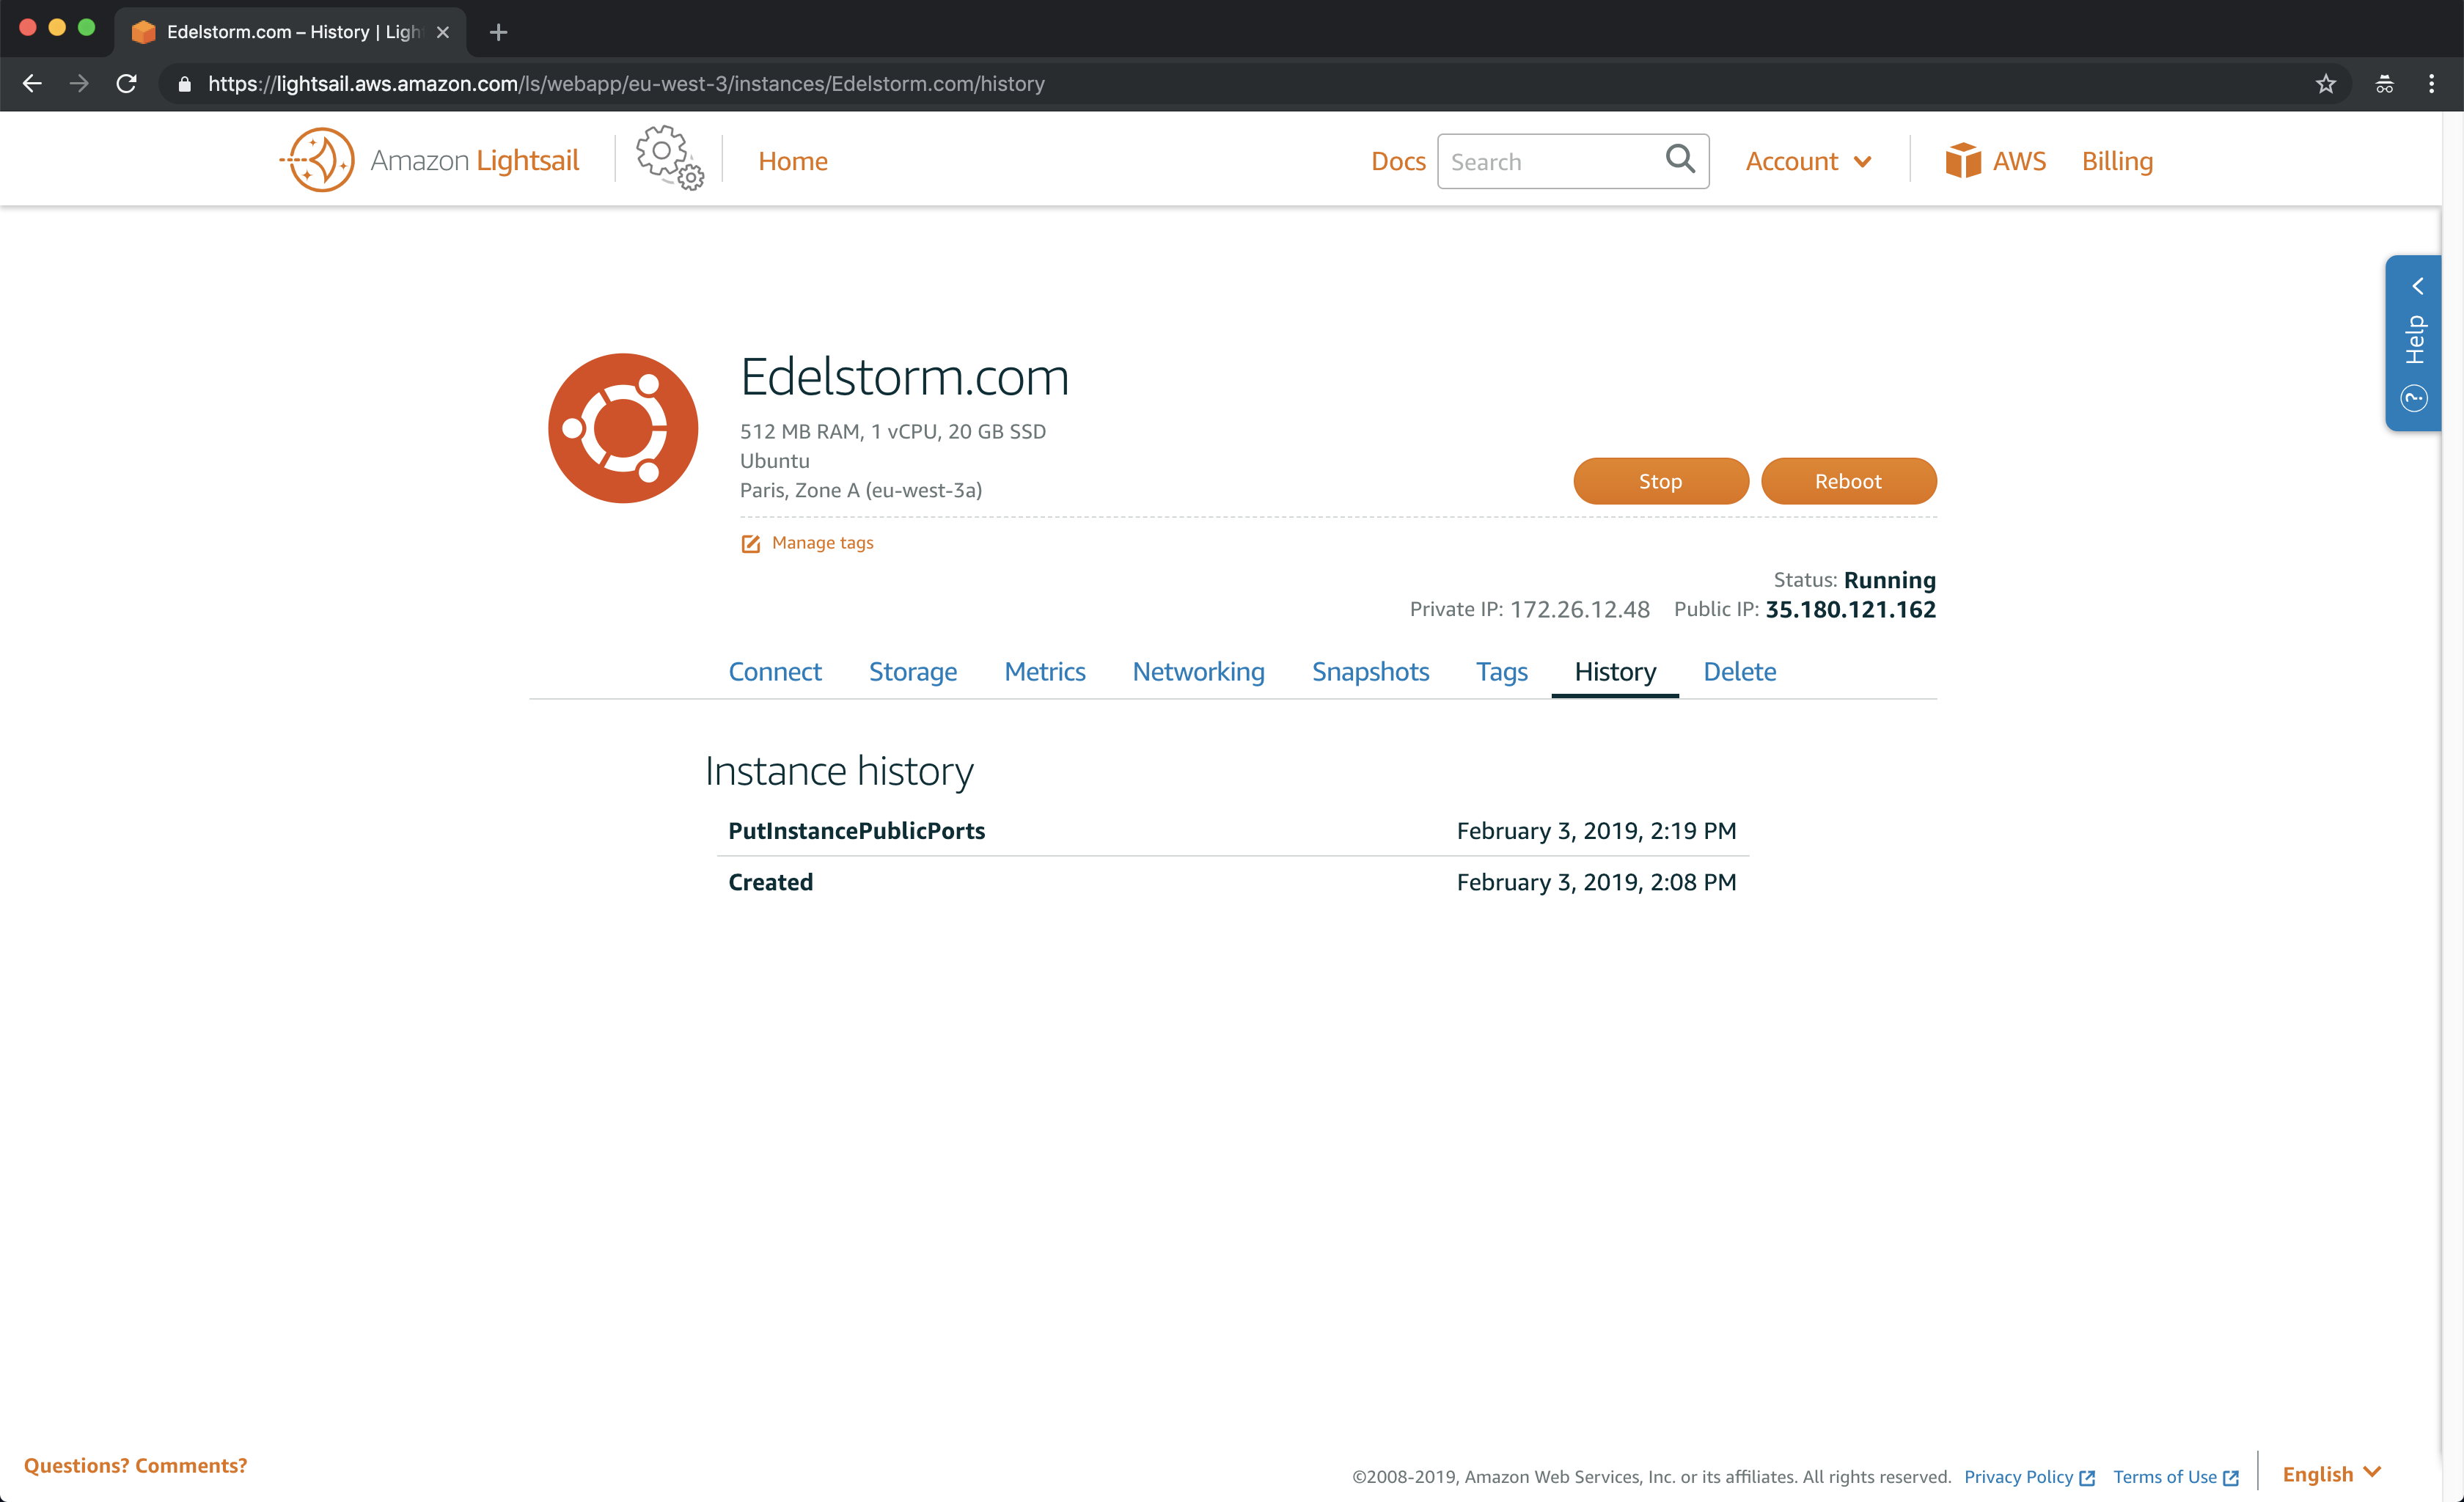 Edelstorm.com – History | Ligh
https://lightsail.aws.amazon.com/ls/webapp/eu-west-3/instances/Edelstorm.com/history
Amazon Lightsail
Home
Docs
Search
Account
AWS
Billing
Help
Edelstorm.com
512 MB RAM, 1 vCPU, 20 GB SSD
Ubuntu
Paris, Zone A (eu-west-3a)
Stop
Reboot
Manage tags
Status: Running
Private IP: 172.26.12.48 Public IP: 35.180.121.162
Connect Storage Metrics Networking Snapshots Tags History Delete
Instance history
PutInstancePublicPorts February 3, 2019, 2:19 PM
Created February 3, 2019, 2:08 PM
Questions? Comments?
©2008-2019, Amazon Web Services, Inc. or its affiliates. All rights reserved. Privacy Policy Terms of Use
English